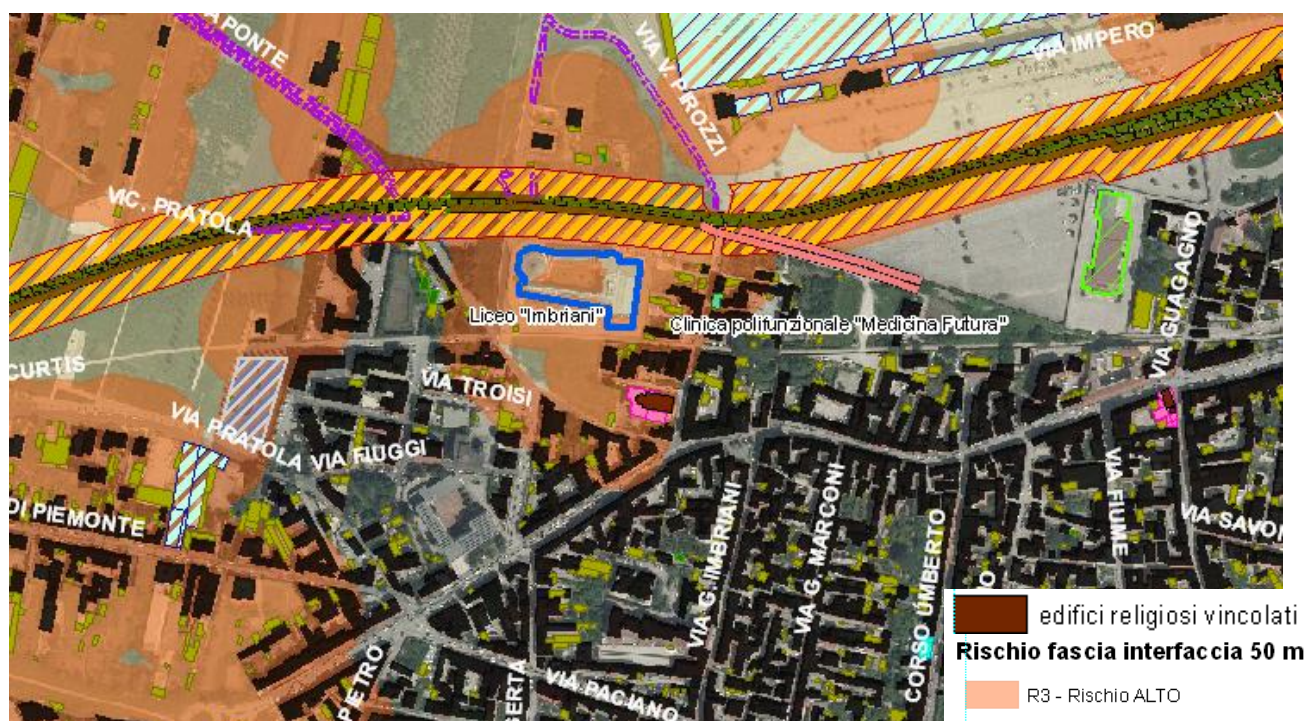 A PONTE
VIA V. PROZZI
VIA IMPERO
VIC. PRATOLA
Liceo "Imbriani"
Clinica polifunzionale "Medicina Futura"
VIA GUAGAGNO
CURTIS
VIA TROISI
VIA PRATOLA
VIA FIUGGI
DI PIEMONTE
VIA G. IMBRIANI
VIA G. MARCONI
CORSO UMBERTO
VIA FIUME
VIA SAVOI
PIETRO
SERTA
VIA PACIANO
NO
edifici religiosi vincolati
Rischio fascia interfaccia 50 m
R3 - Rischio ALTO